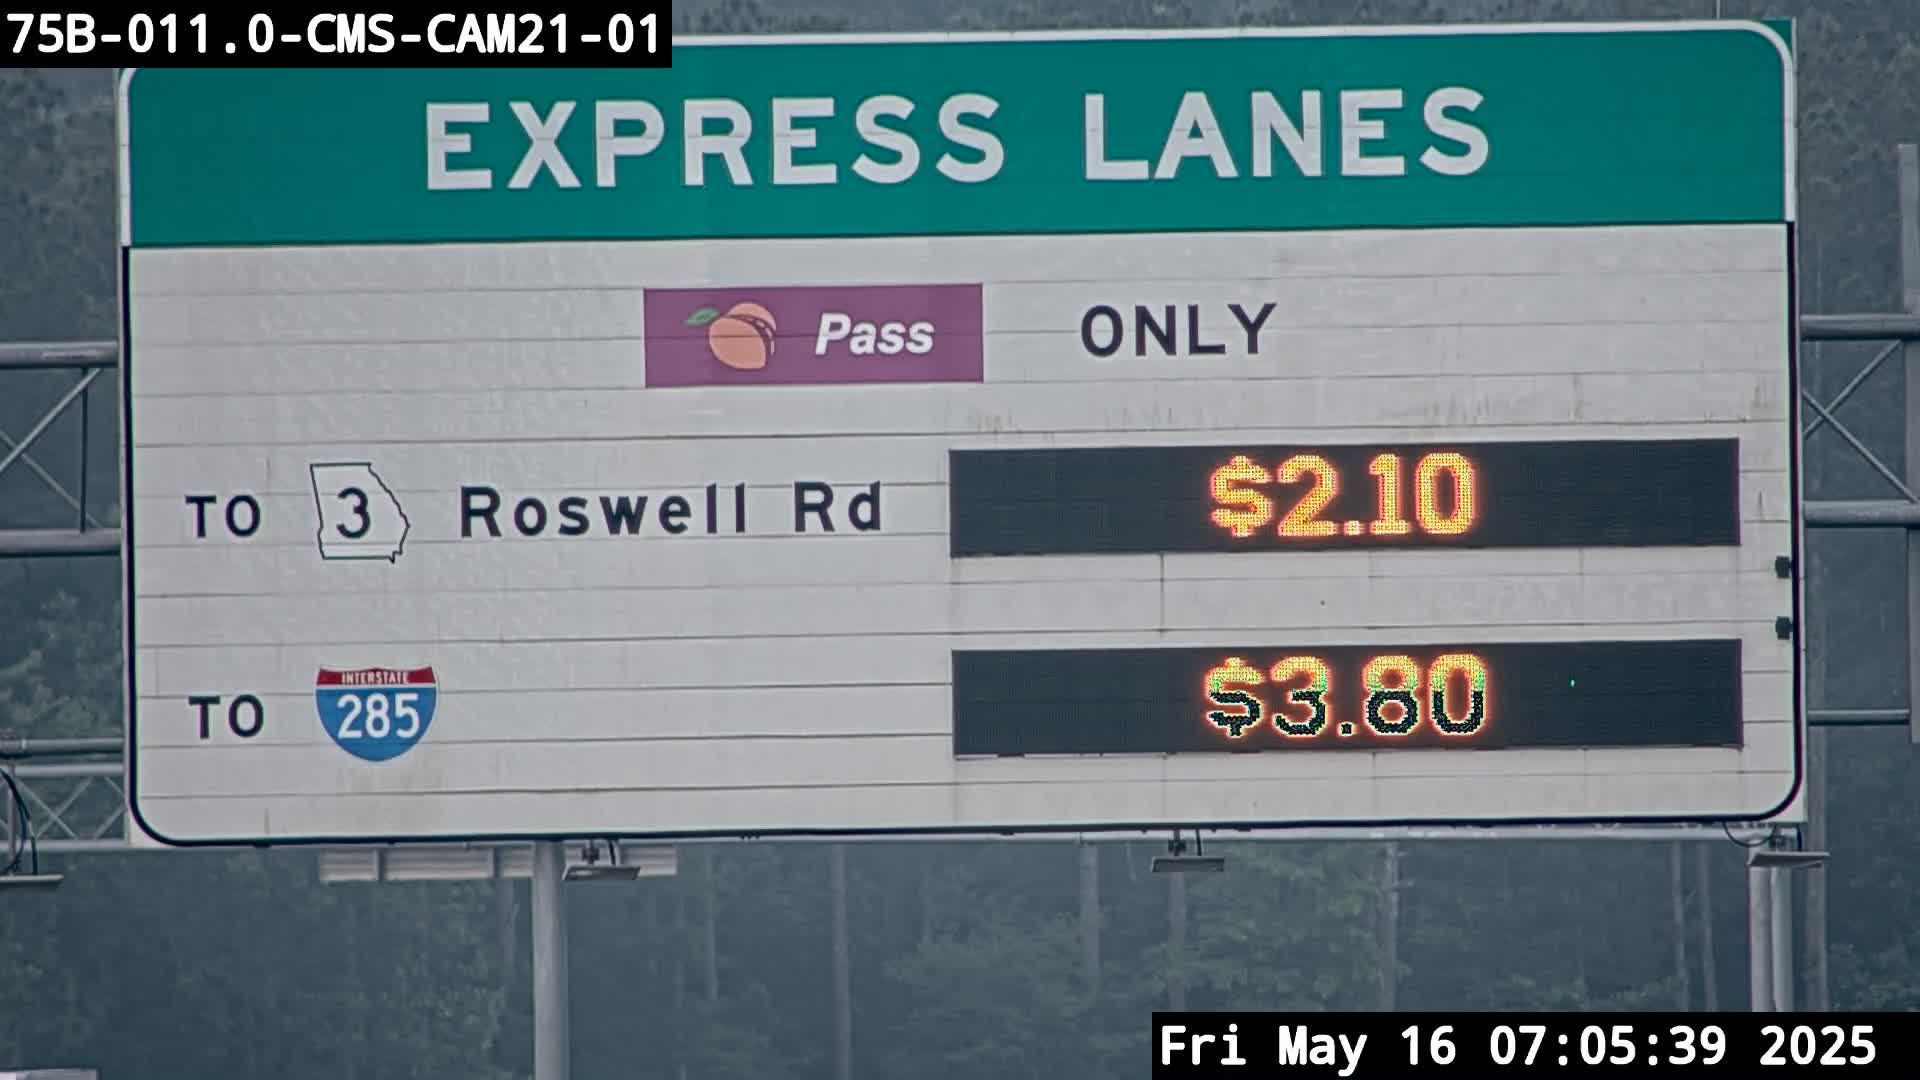 75B-011.0-CMS-CAM21-01
EXPRESS LANES
Pass ONLY
TO 3 Roswell Rd $2.10
TO INTERSTATE 285 $3.80
Fri May 16 07:05:39 2025